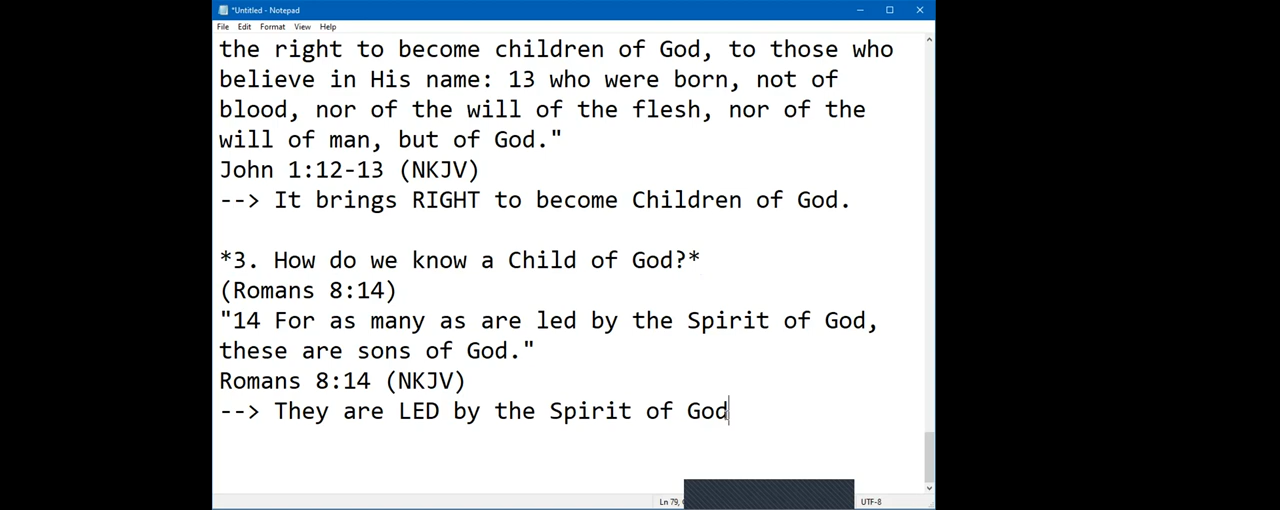 *Untitled - Notepad
File Edit Format View Help
the right to become children of God, to those who
believe in His name: 13 who were born, not of
blood, nor of the will of the flesh, nor of the
will of man, but of God."
John 1:12-13 (NKJV)
--> It brings RIGHT to become Children of God.
*3. How do we know a Child of God?*
(Romans 8:14)
"14 For as many as are led by the Spirit of God,
these are sons of God."
Romans 8:14 (NKJV)
--> They are LED by the Spirit of God
Ln 79, UTF-8